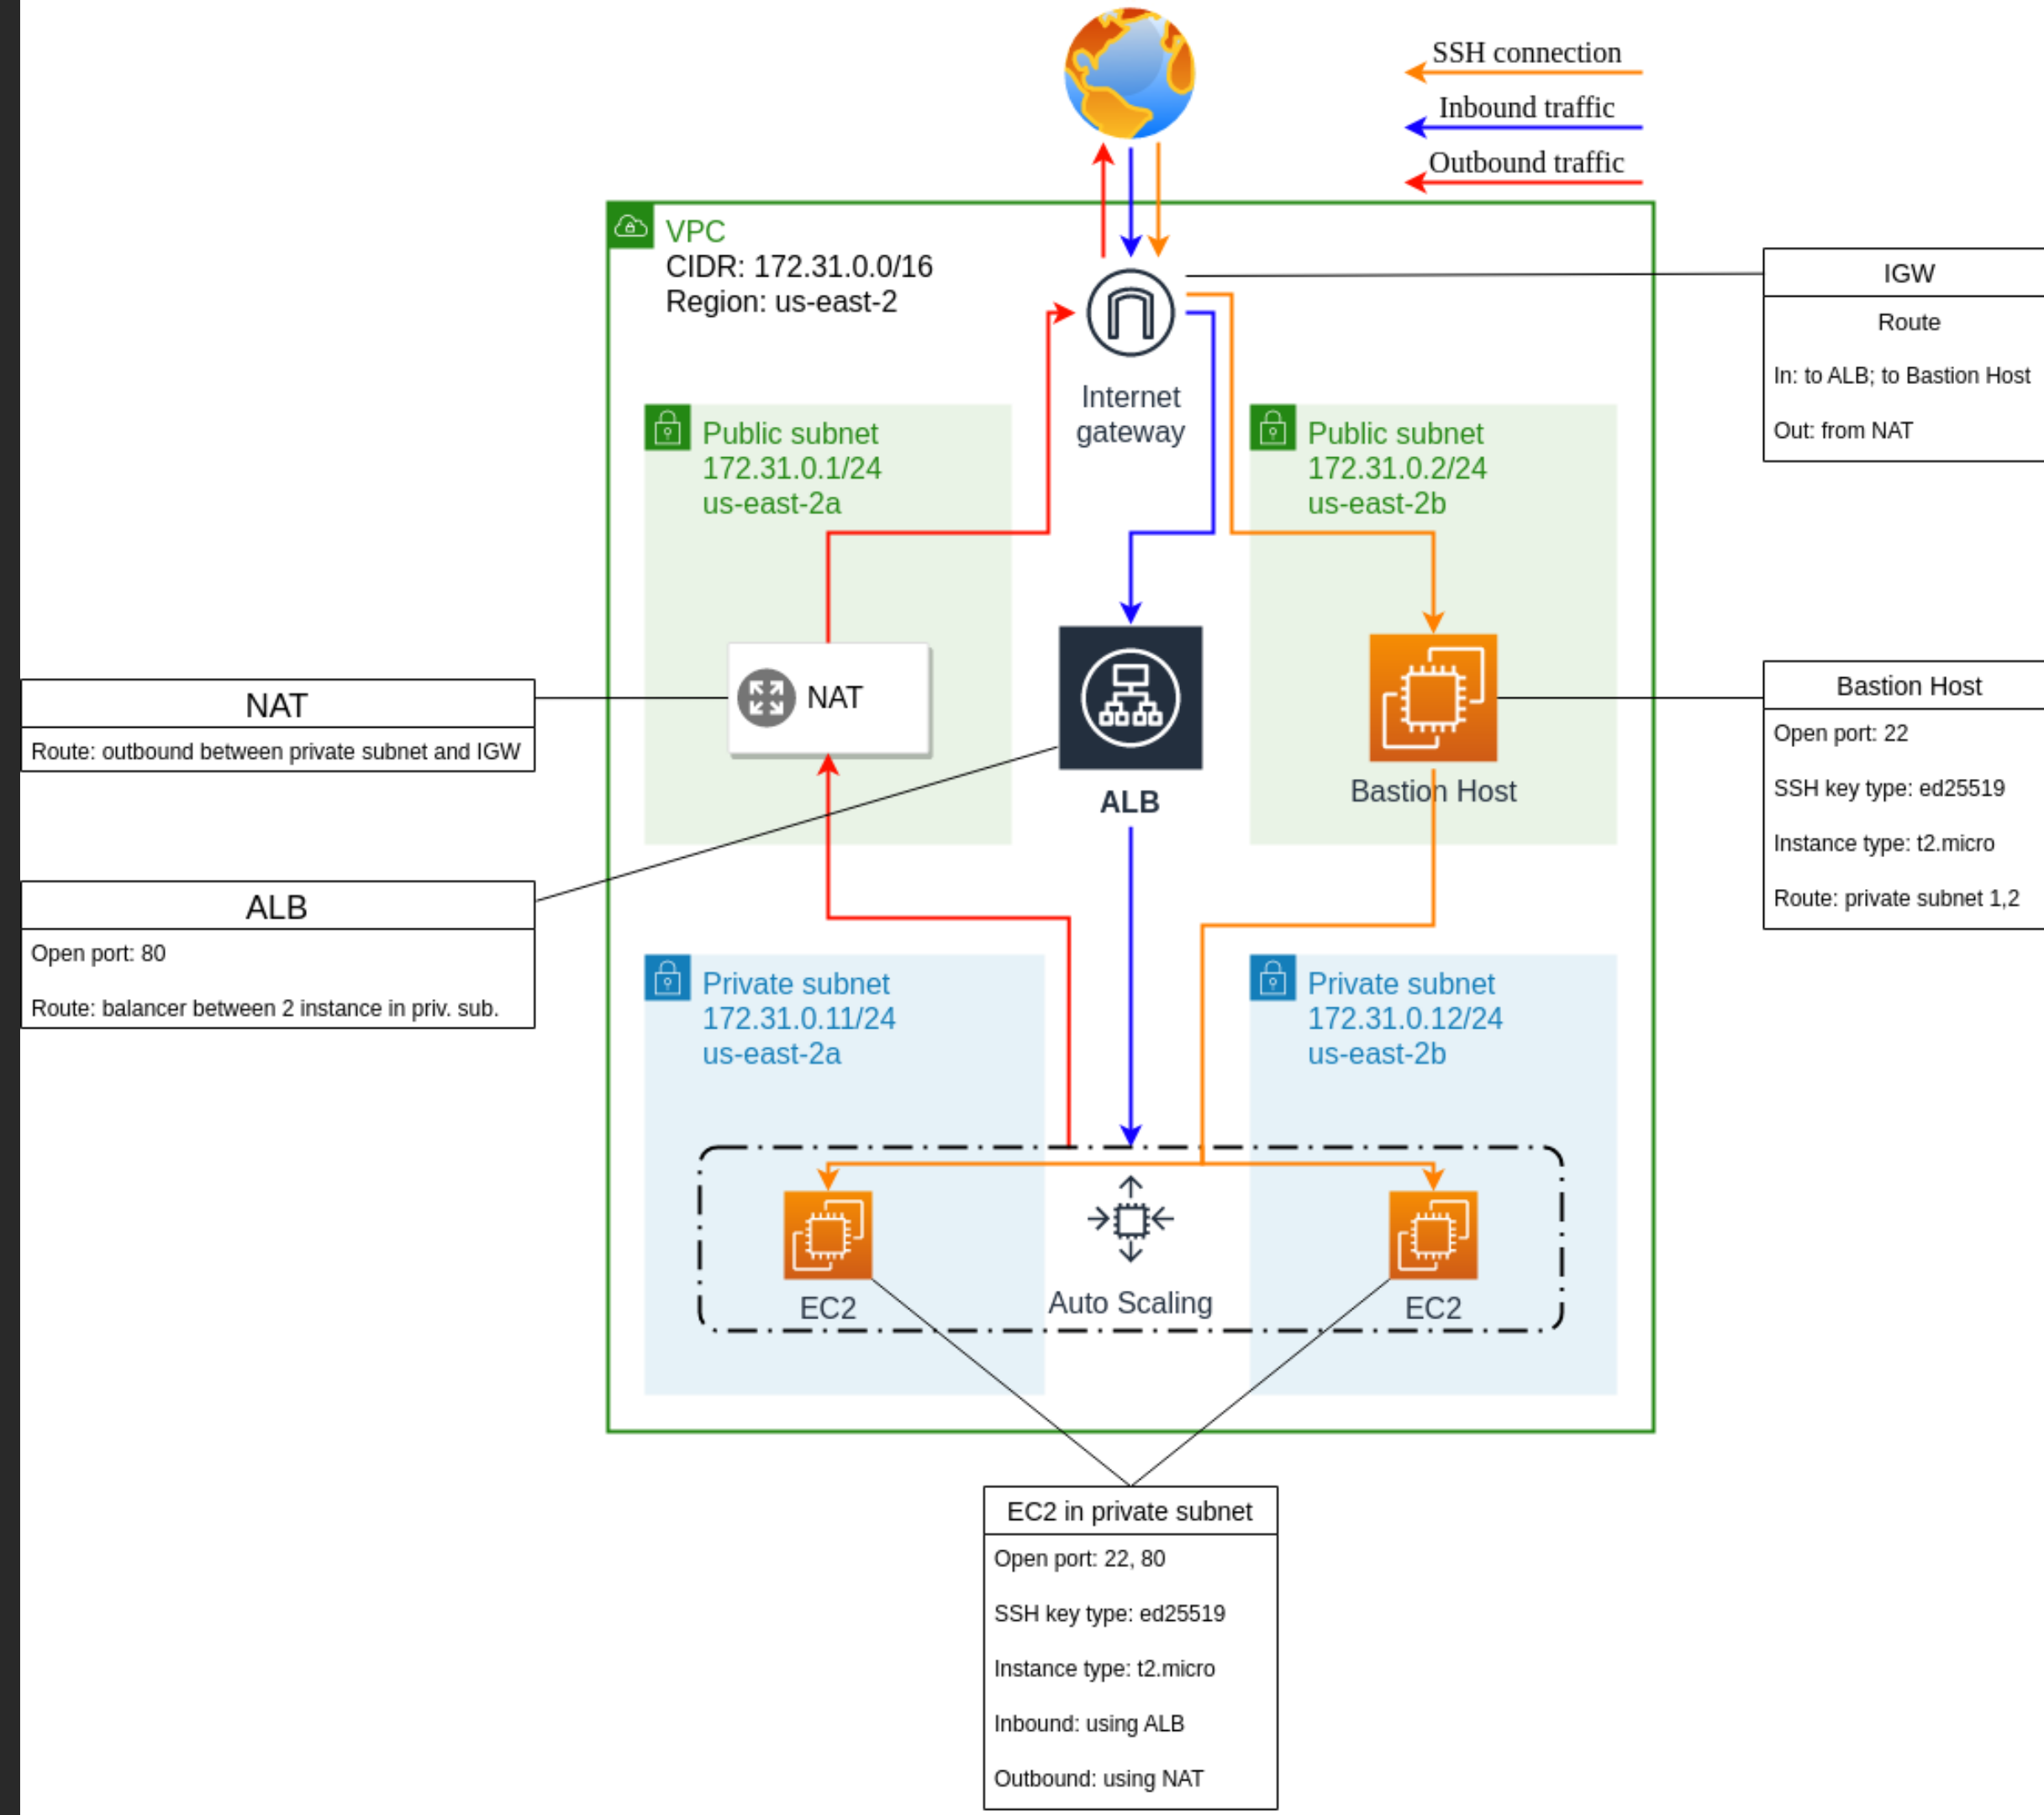 SSH connection
Inbound traffic
Outbound traffic
VPC
CIDR: 172.31.0.0/16
Region: us-east-2
IGW
Route
In: to ALB; to Bastion Host
Out: from NAT
Internet
gateway
Public subnet
172.31.0.1/24
us-east-2a
Public subnet
172.31.0.2/24
us-east-2b
NAT
NAT
Route: outbound between private subnet and IGW
ALB
Bastion Host
Bastion Host
Open port: 22
SSH key type: ed25519
Instance type: t2.micro
Route: private subnet 1,2
ALB
Open port: 80
Route: balancer between 2 instance in priv. sub.
Private subnet
172.31.0.11/24
us-east-2a
Private subnet
172.31.0.12/24
us-east-2b
EC2
Auto Scaling
EC2
EC2 in private subnet
Open port: 22, 80
SSH key type: ed25519
Instance type: t2.micro
Inbound: using ALB
Outbound: using NAT